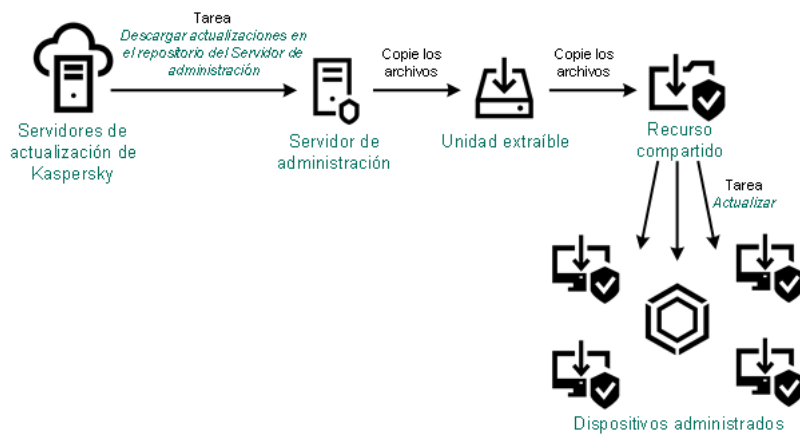 Tarea
Descargar actualizaciones en
el repositorio del Servidor de
administración
Copie los
archivos
Copie los
archivos
Servidores de
actualización de
Kaspersky
Servidor de
administración
Unidad extraíble
Recurso
compartido
Tarea
Actualizar
Dispositivos administrados